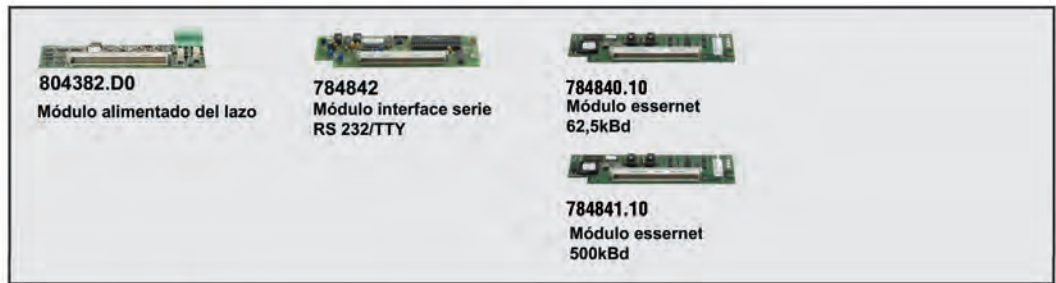 804382.D0
Módulo alimentado del lazo
784842
Módulo interface serie
RS 232/TTY
784840.10
Módulo essernet
62,5kBd
784841.10
Módulo essernet
500kBd